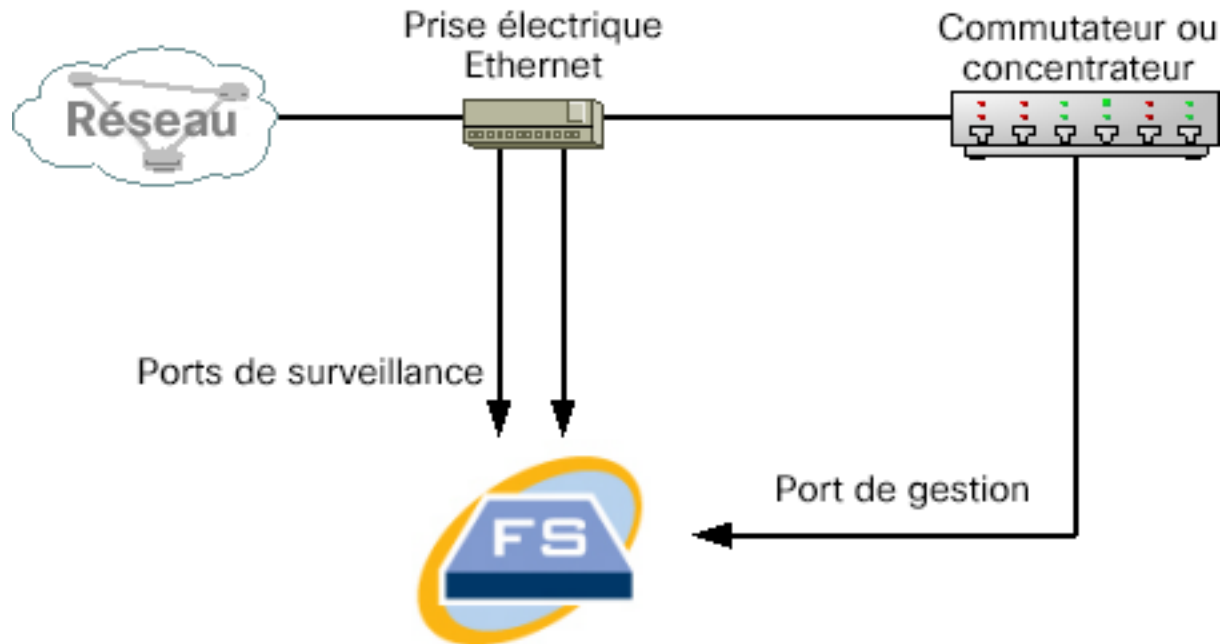 Prise électrique
Ethernet
Commutateur ou
concentrateur
Réseau
Ports de surveillance
Port de gestion
FS